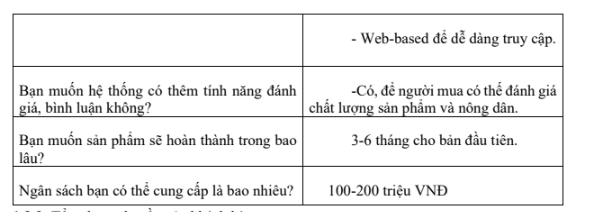 - Web-based để dễ dàng truy cập.
Bạn muốn hệ thống có thêm tính năng đánh
giá, bình luận không?
-Có, để người mua có thể đánh giá
chất lượng sản phẩm và nông dân.
Bạn muốn sản phẩm sẽ hoàn thành trong bao
lâu?
3-6 tháng cho bản đầu tiên.
Ngân sách bạn có thể cung cấp là bao nhiêu?
100-200 triệu VNĐ